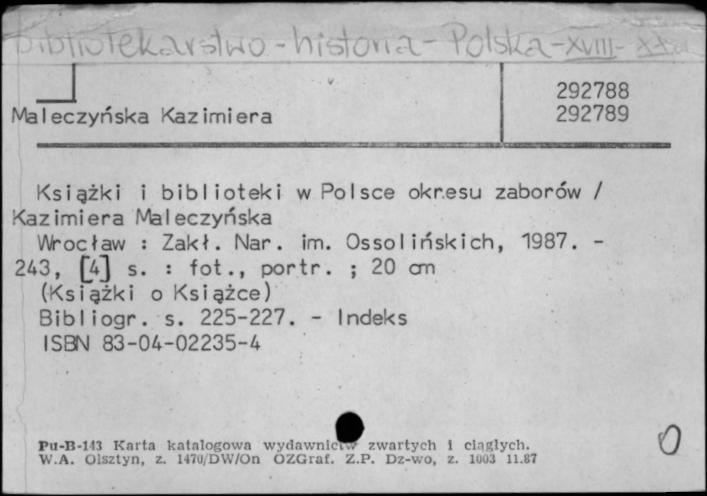 Bibliotekarstwo - historia - Polska - XVIII-
292788
Maleczyńska Kazimiera 292789
Książki i biblioteki w Polsce okr.esu zaborów /
Kazimiera Maleczyńska
Wrocław : Zakł. Nar. im. Ossolińskich, 1987. -
243, [4] s. : fot., portr. ; 20 cm
(Książki o Książce)
Bibliogr. s. 225-227. - Indeks
ISBN 83-04-02235-4
Pu-B-143 Karta katalogowa wydawnictw zwartych i ciągłych.
W.A. Olsztyn, z. 1470/DW/On OZGraf. Z.P. Dz-wo, z. 1003 11.87